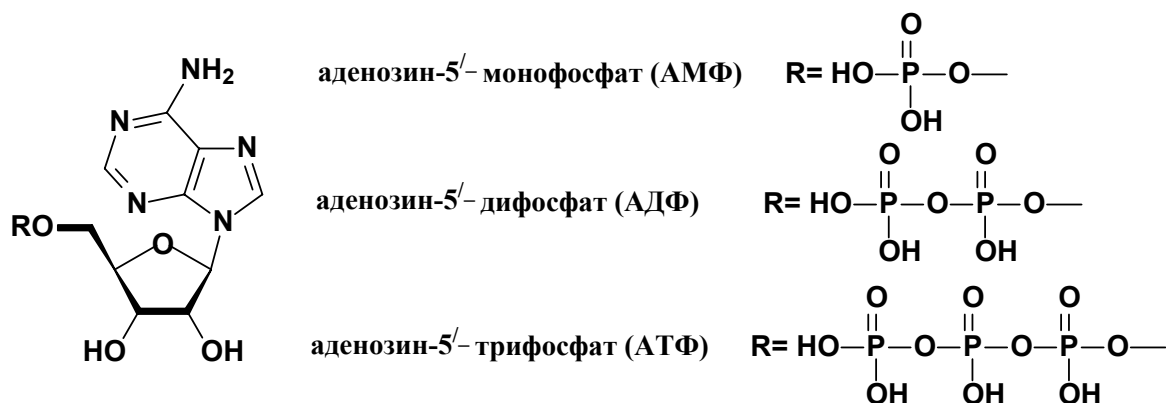 аденозин-5/– монофосфат (АМФ)
R= HO—P—O—
O
OH
аденозин-5/– дифосфат (АДФ)
R= HO—P—O—P—O—
O O
OH OH
аденозин-5/– трифосфат (АТФ)
R= HO—P—O—P—O—P—O—
O O O
OH OH OH
NH2
N
N
N
N
RO
O
HO
OH